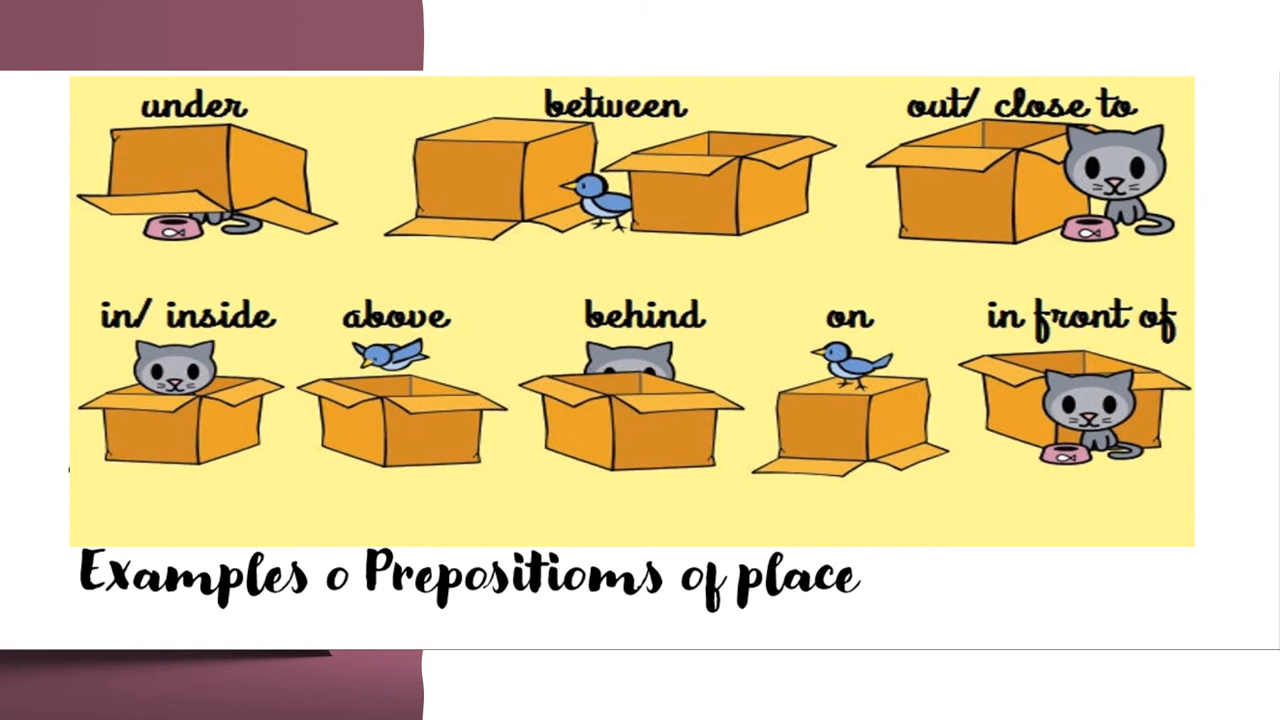 under between out/ close to
in/ inside above behind on in front of
Examples o Prepositioms of place